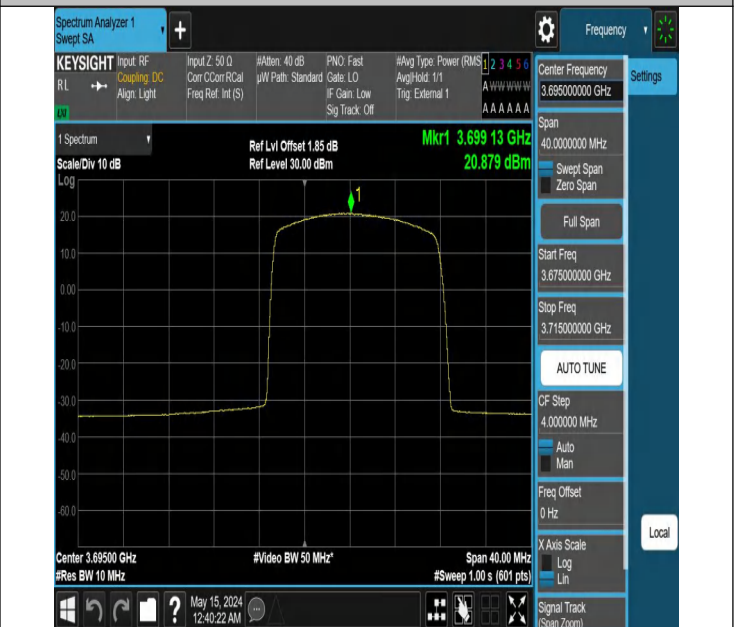 Spectrum Analyzer 1
Swept SA
+
Frequency
KEYSIGHT
RL
LXI
Input: RF
Coupling: DC
Align: Light
Input Z: 50 Ω
Corr CCorr RCal
Freq Ref: Int (S)
#Atten: 40 dB
µW Path: Standard
PNO: Fast
Gate: LO
IF Gain: Low
Sig Track: Off
#Avg Type: Power (RMS
Avg|Hold: 1/1
Trig: External 1
1 2 3 4 5 6
A W W W W W
A A A A A A
1 Spectrum
Scale/Div 10 dB
Log
Ref Lvl Offset 1.85 dB
Ref Level 30.00 dBm
Mkr1 3.699 13 GHz
20.879 dBm
1
20.0
10.0
0.00
-10.0
-20.0
-30.0
-40.0
-50.0
-60.0
Center 3.69500 GHz
#Res BW 10 MHz
#Video BW 50 MHz*
Span 40.00 MHz
#Sweep 1.00 s (601 pts)
May 15, 2024
12:40:22 AM
?
Center Frequency
3.695000000 GHz
Settings
Span
40.0000000 MHz
Swept Span
Zero Span
Full Span
Start Freq
3.675000000 GHz
Stop Freq
3.715000000 GHz
AUTO TUNE
CF Step
4.000000 MHz
Auto
Man
Freq Offset
0 Hz
X Axis Scale
Log
Lin
Local
Signal Track
(Span Zoom)